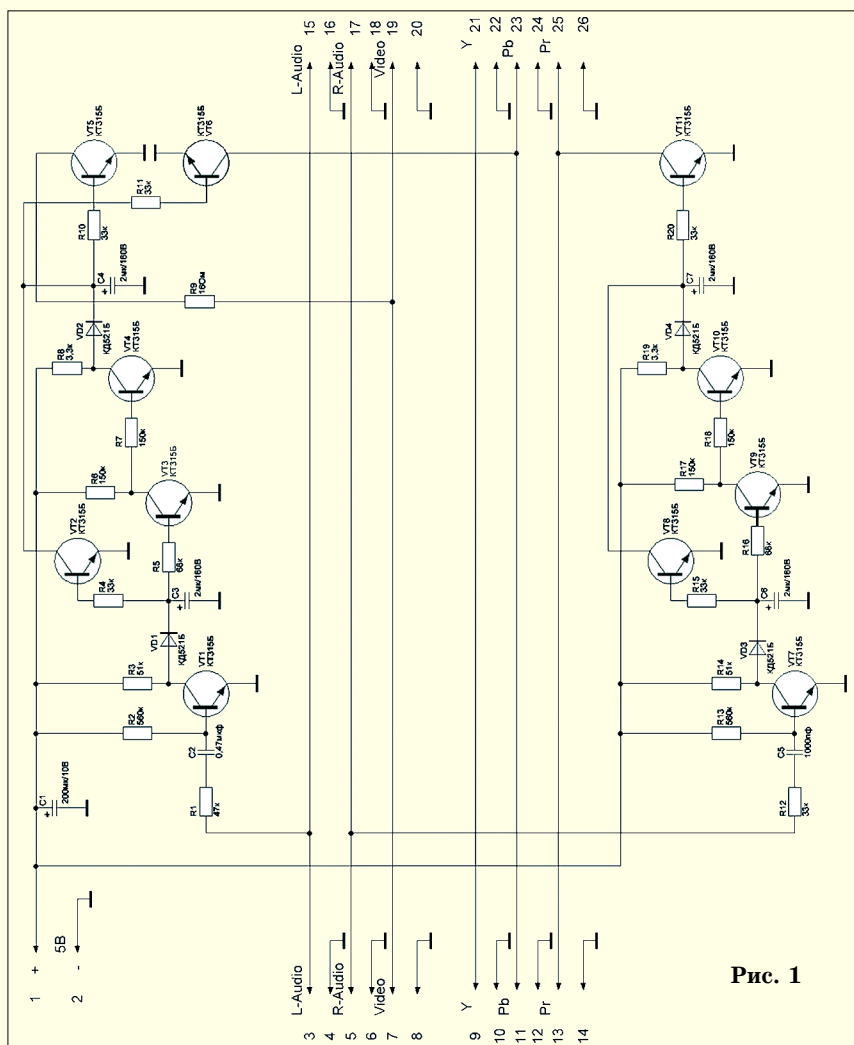 L-Audio 15
16
R-Audio 17
18
Video 19
20
Y 21
22
Pb 23
24
Pr 25
26
VT5
КТ315Б
КТ315Б
VT6
R11
33к
R10
33к
C4
+
2мк/160В
R9
16Ом
VD2
КД521Б
R8
3,3к
VT4
КТ315Б
R7
150к
R6
150к
VT3
КТ315Б
VT2
КТ315Б
R5
68к
R4
33к
C3
+
2мк/160В
VD1
КД521Б
R3
51к
VT1
КТ315Б
R2
560к
C2
0,47мкф
R1
47к
C1
+
200мк/10В
VT11
КТ315Б
R20
33к
C7
+
2мк/160В
VD4
КД521Б
R19
3,3к
VT10
КТ315Б
R18
150к
R17
150к
VT9
КТ315Б
VT8
КТ315Б
R16
68к
R15
33к
C6
+
2мк/160В
VD3
КД521Б
R14
51к
VT7
КТ315Б
R13
560к
C5
1000пф
R12
33к
1 +
5В
2 -
3 L-Audio
4
5 R-Audio
6
7 Video
8
9 Y
10
11 Pb
12
13 Pr
14
Рис. 1